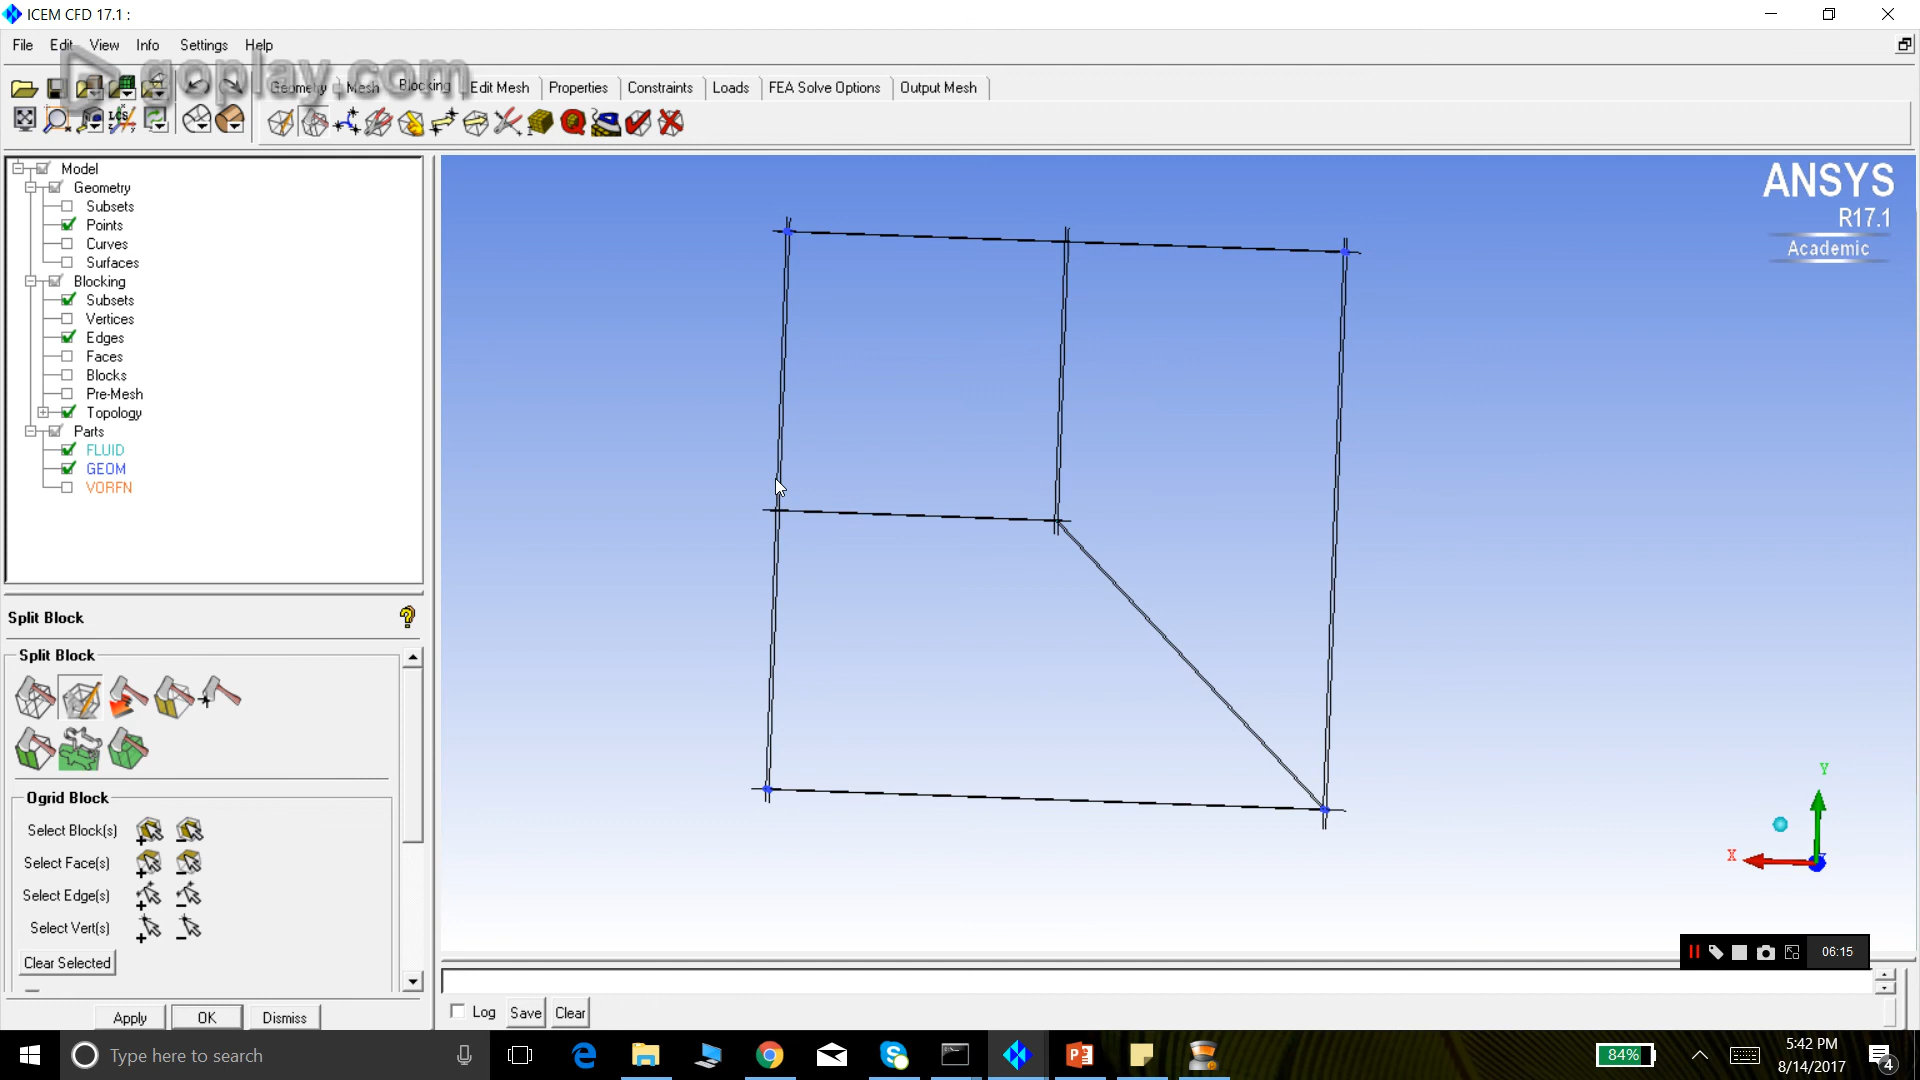 ICEM CFD 17.1 :
File Edit View Info Settings Help
goplay.com
Geometry Mesh Blocking Edit Mesh Properties Constraints Loads FEA Solve Options Output Mesh
LCS
Model
Geometry
Subsets
Points
Curves
Surfaces
Blocking
Subsets
Vertices
Edges
Faces
Blocks
Pre-Mesh
Topology
Parts
FLUID
GEOM
VORFN
ANSYS
R17.1
Academic
Split Block
Split Block
Ogrid Block
Select Block(s)
Select Face(s)
Select Edge(s)
Select Vert(s)
Clear Selected
Apply OK Dismiss
Y
X
Z
06:15
Log Save Clear
Type here to search
84%
5:42 PM
8/14/2017
4